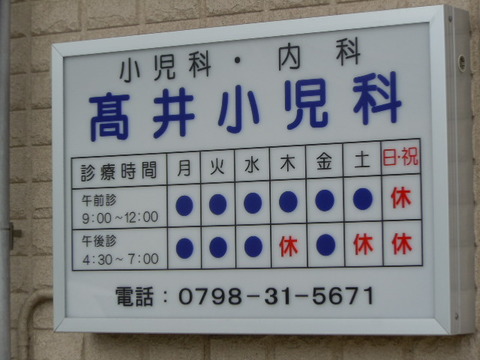 小児科・内科
髙井小児科
診療時間 月 火 水 木 金 土 日・祝
午前診 9:00～12:00 ● ● ● ● ● ● 休
午後診 4:30～7:00 ● ● ● 休 ● 休 休
電話：0798-31-5671